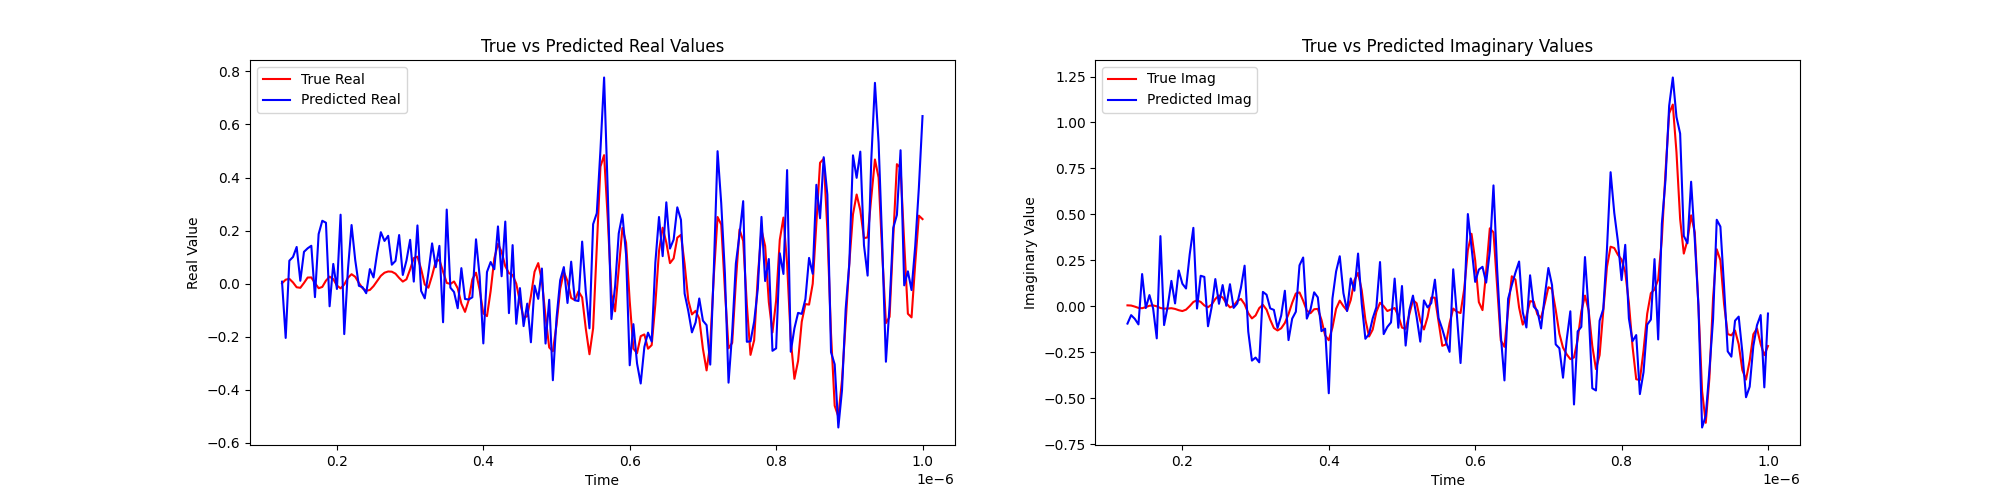 True vs Predicted Real Values
True Real
Predicted Real
Real Value
0.8
0.6
0.4
0.2
0.0
−0.2
−0.4
−0.6
0.2
0.4
0.6
0.8
1.0
1e−6
Time
True vs Predicted Imaginary Values
True Imag
Predicted Imag
Imaginary Value
1.25
1.00
0.75
0.50
0.25
0.00
−0.25
−0.50
−0.75
0.2
0.4
0.6
0.8
1.0
1e−6
Time